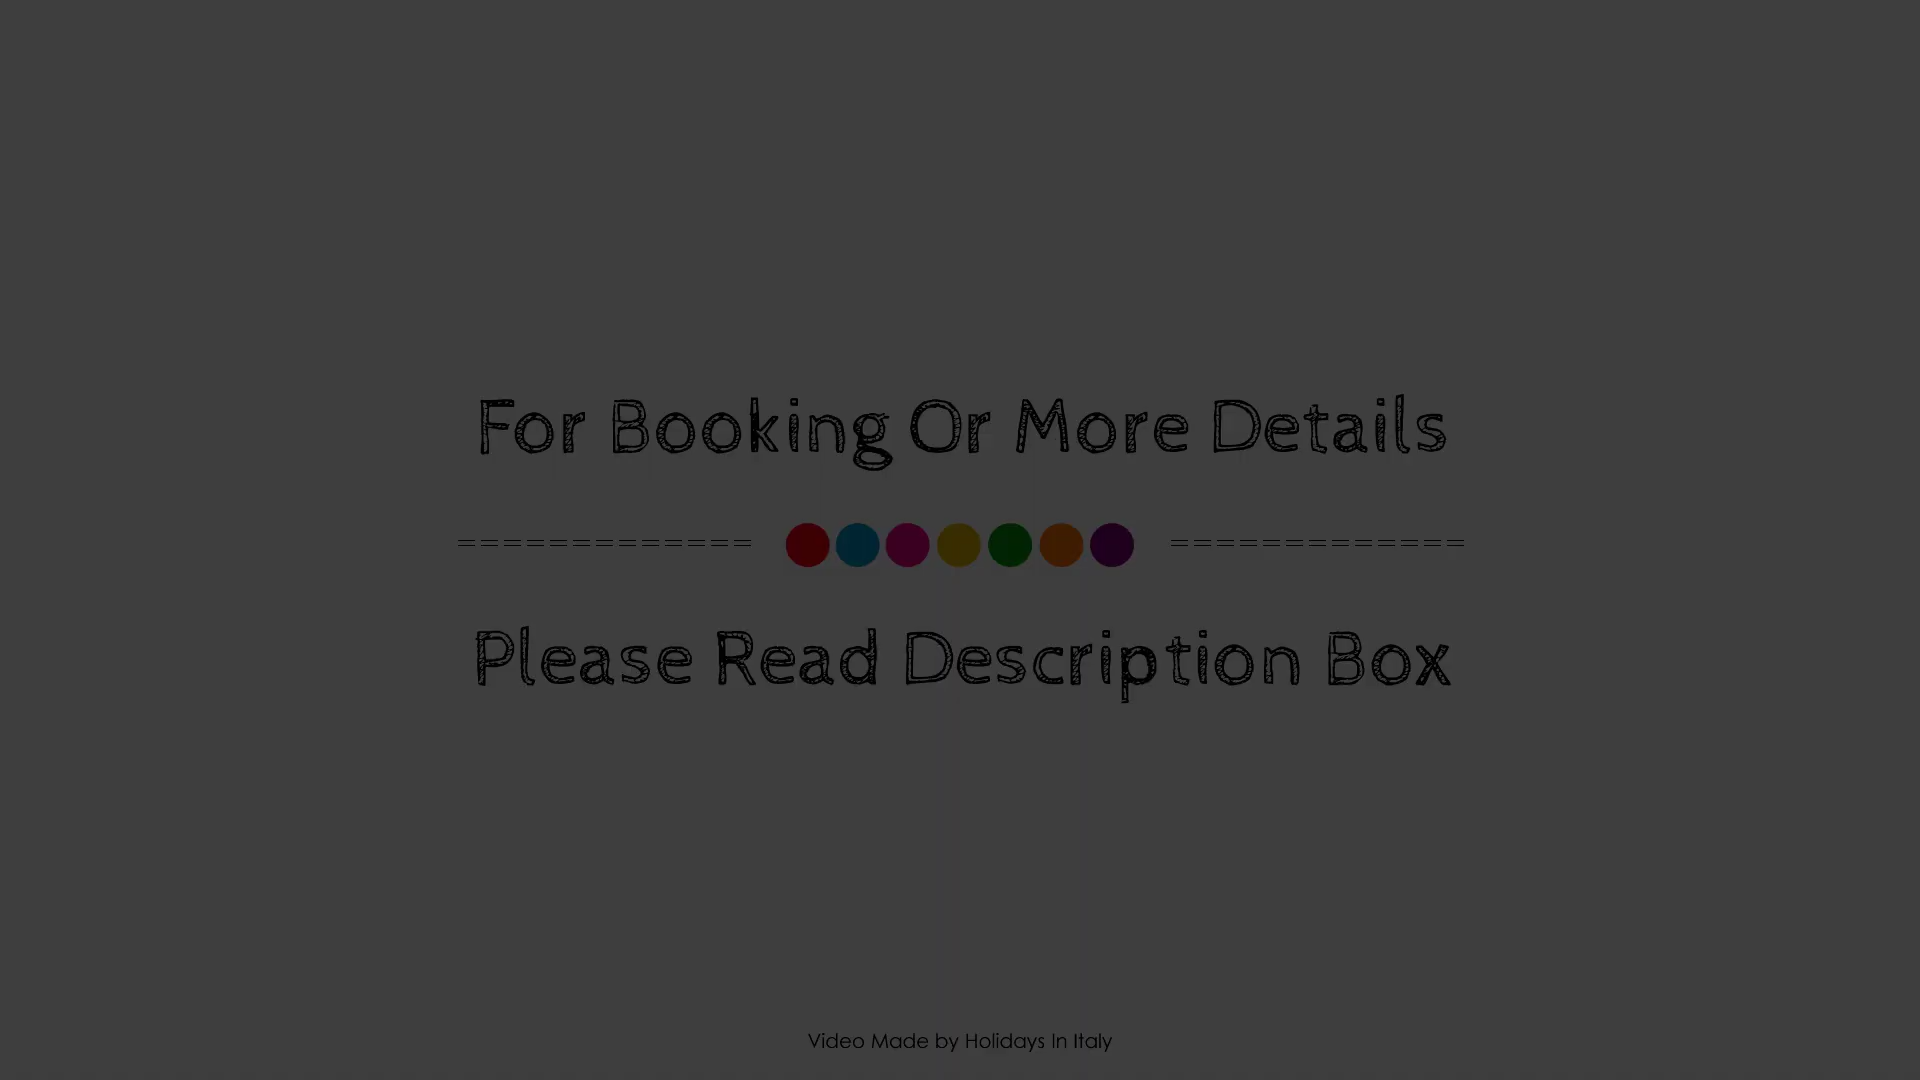 For Booking Or More Details
============= =============
Please Read Description Box
Video Made by Holidays In Italy